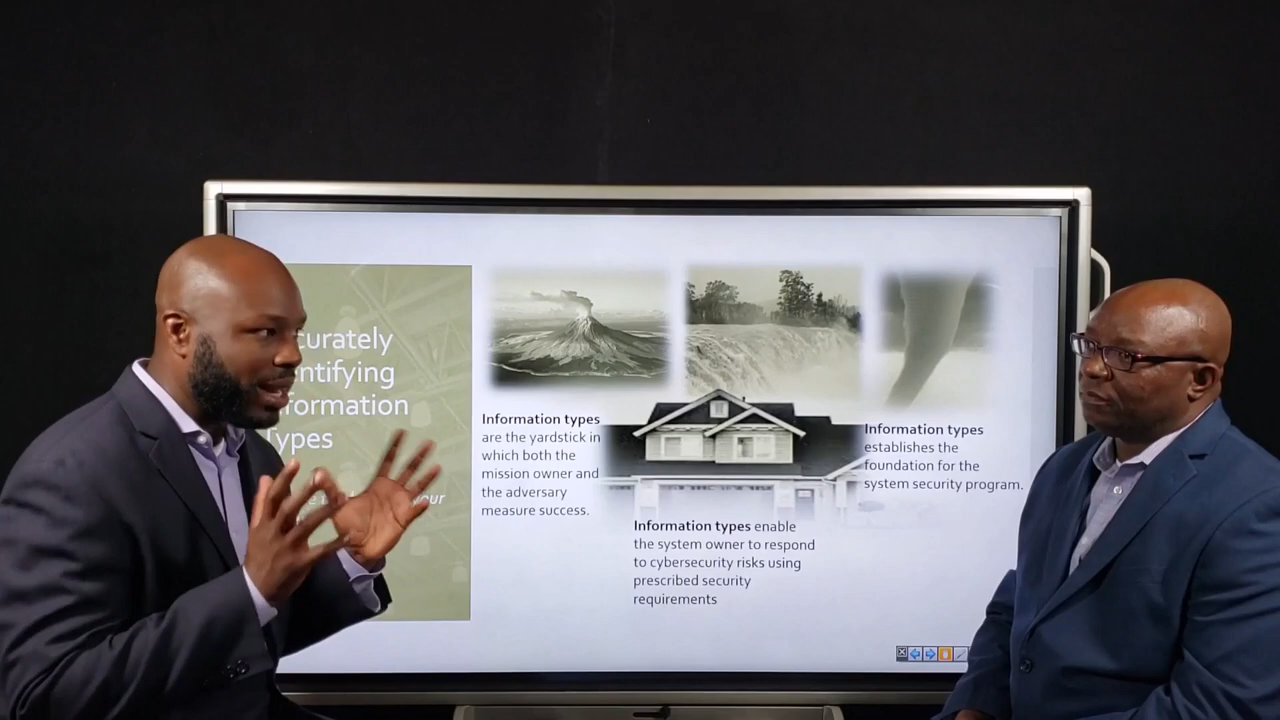 curately
ntifying
formation
Types
your
Information types
are the yardstick in
which both the
mission owner and
the adversary
measure success.
Information types enable
the system owner to respond
to cybersecurity risks using
prescribed security
requirements
Information types
establishes the
foundation for the
system security program.